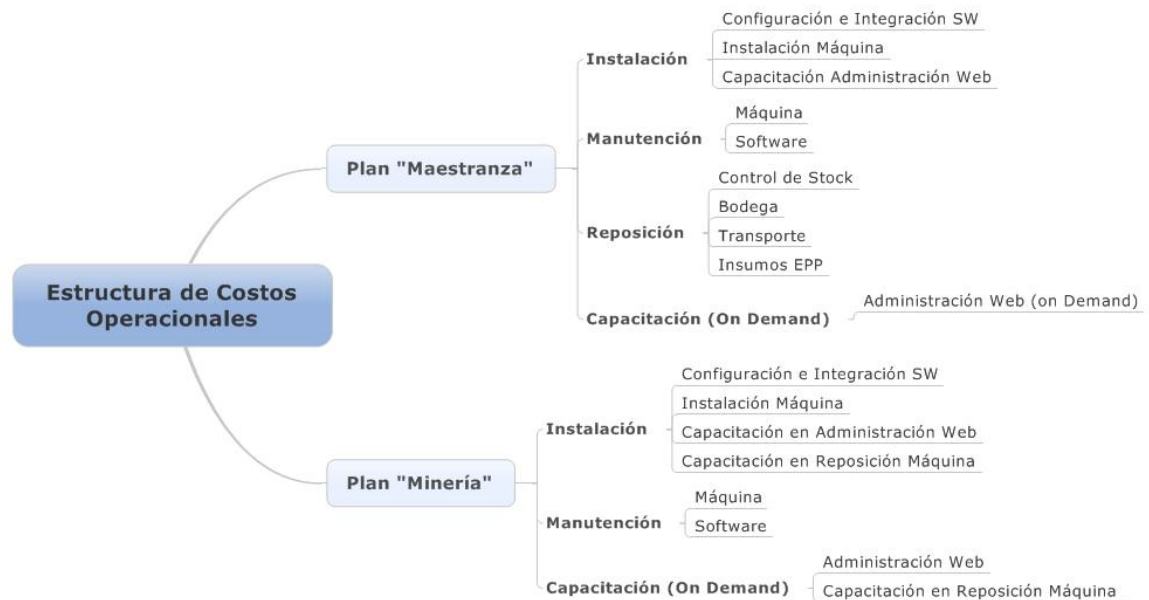 Estructura de Costos
Operacionales
Plan "Maestranza"
Instalación
Configuración e Integración SW
Instalación Máquina
Capacitación Administración Web
Manutención
Máquina
Software
Reposición
Control de Stock
Bodega
Transporte
Insumos EPP
Capacitación (On Demand)
Administración Web (on Demand)
Plan "Minería"
Instalación
Configuración e Integración SW
Instalación Máquina
Capacitación en Administración Web
Capacitación en Reposición Máquina
Manutención
Máquina
Software
Capacitación (On Demand)
Administración Web
Capacitación en Reposición Máquina